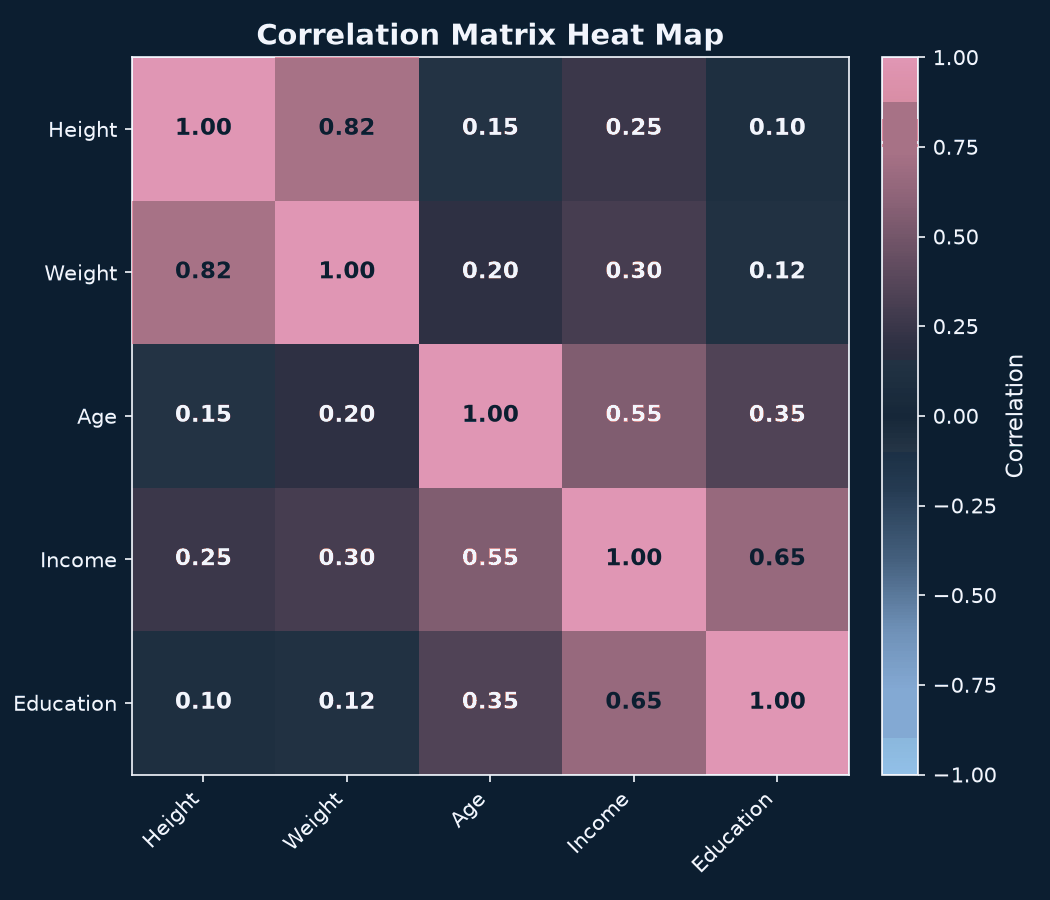 Correlation Matrix Heat Map
Height 1.00 0.82 0.15 0.25 0.10
Weight 0.82 1.00 0.20 0.30 0.12
Age 0.15 0.20 1.00 0.55 0.35
Income 0.25 0.30 0.55 1.00 0.65
Education 0.10 0.12 0.35 0.65 1.00
Height Weight Age Income Education
1.00
0.75
0.50
0.25
0.00
−0.25
−0.50
−0.75
−1.00
Correlation